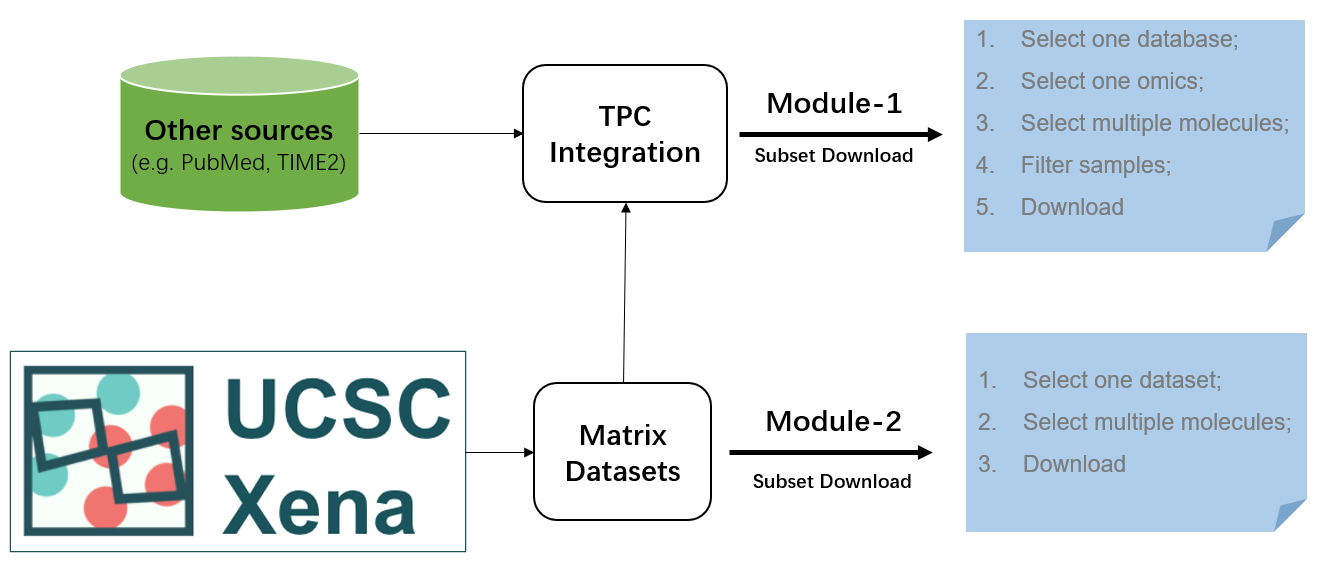 Other sources
(e.g. PubMed, TIME2)
TPC
Integration
Module-1
Subset Download
1. Select one database;
2. Select one omics;
3. Select multiple molecules;
4. Filter samples;
5. Download
UCSC
Xena
Matrix
Datasets
Module-2
Subset Download
1. Select one dataset;
2. Select multiple molecules;
3. Download